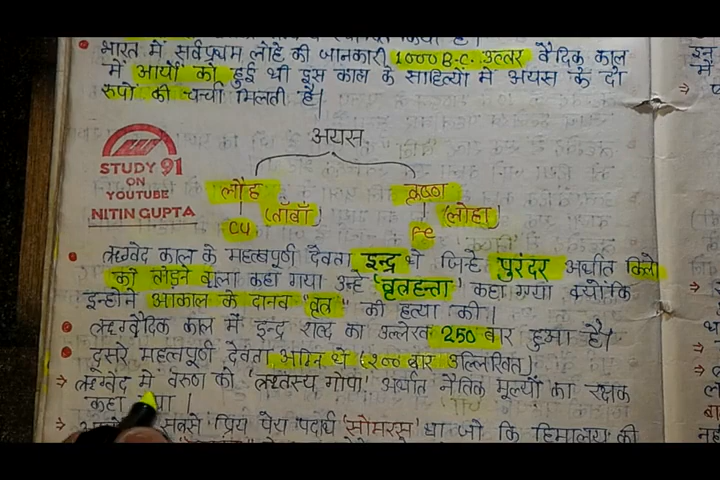 भारत में सर्वप्रथम लोहे की जानकारी 1000 B.C. उत्तर वैदिक काल
में आर्यों को हुई थी इस काल के साहित्यों में अयस के दो
रूपों की चर्चा मिलती है।
अयस
STUDY 91
ON
YOUTUBE
NITIN GUPTA
लौह (ताँबा) कृष्ण (लोहा)
Cu Fe
ऋग्वेद काल के महत्वपूर्ण देवता इन्द्र थे जिन्हे पुरंदर अर्थात किलो
को तोड़ने वाला कहा गया उन्हे 'वृतहन्ता' कहा गया क्योंकि
इन्होंने आकाल के दानव "वृत" की हत्या की।
ऋग्वैदिक काल में इन्द्र शब्द का उल्लेख 250 बार हुआ है।
दूसरे महत्वपूर्ण देवता अग्नि थे (200 बार उल्लिखित)
→ ऋग्वेद में वरुण को 'ऋतस्य गोपा' अर्थात नैतिक मूल्यों का रक्षक
कहा गया।
→ सबसे प्रिय पेय पदार्थ 'सोमरस' था जो कि हिमालय की